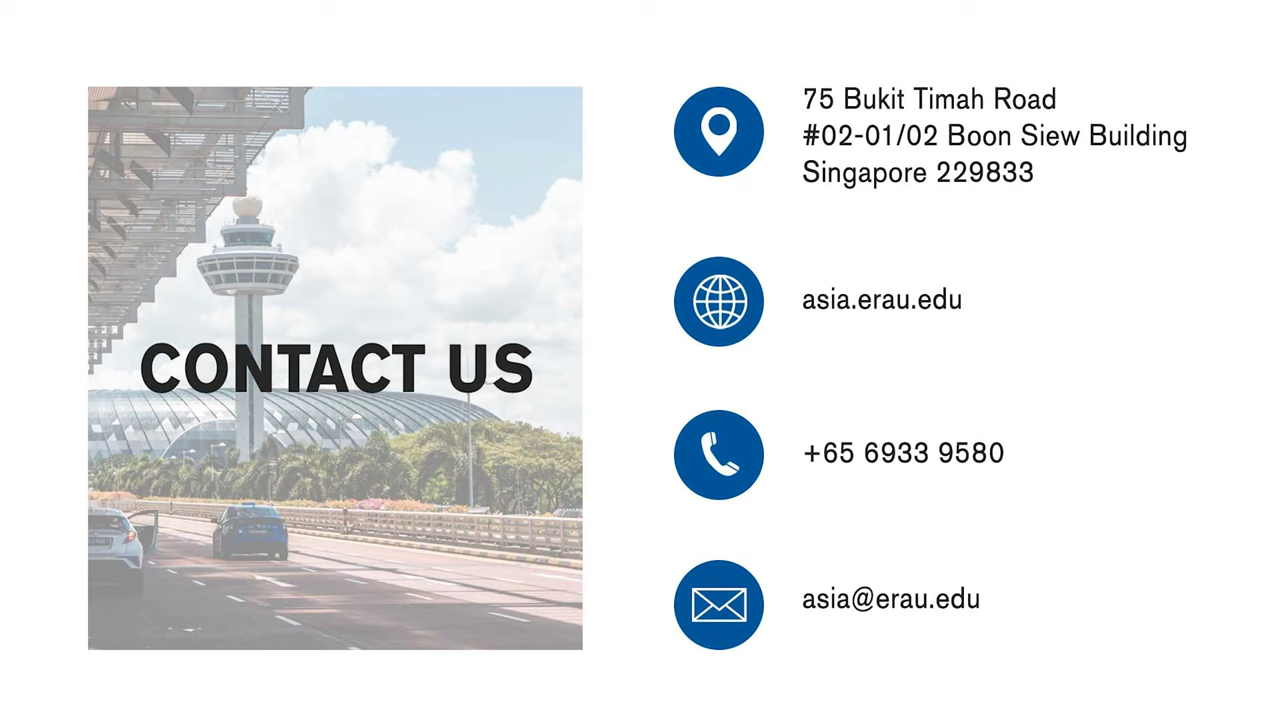 CONTACT US
75 Bukit Timah Road
#02-01/02 Boon Siew Building
Singapore 229833
asia.erau.edu
+65 6933 9580
asia@erau.edu